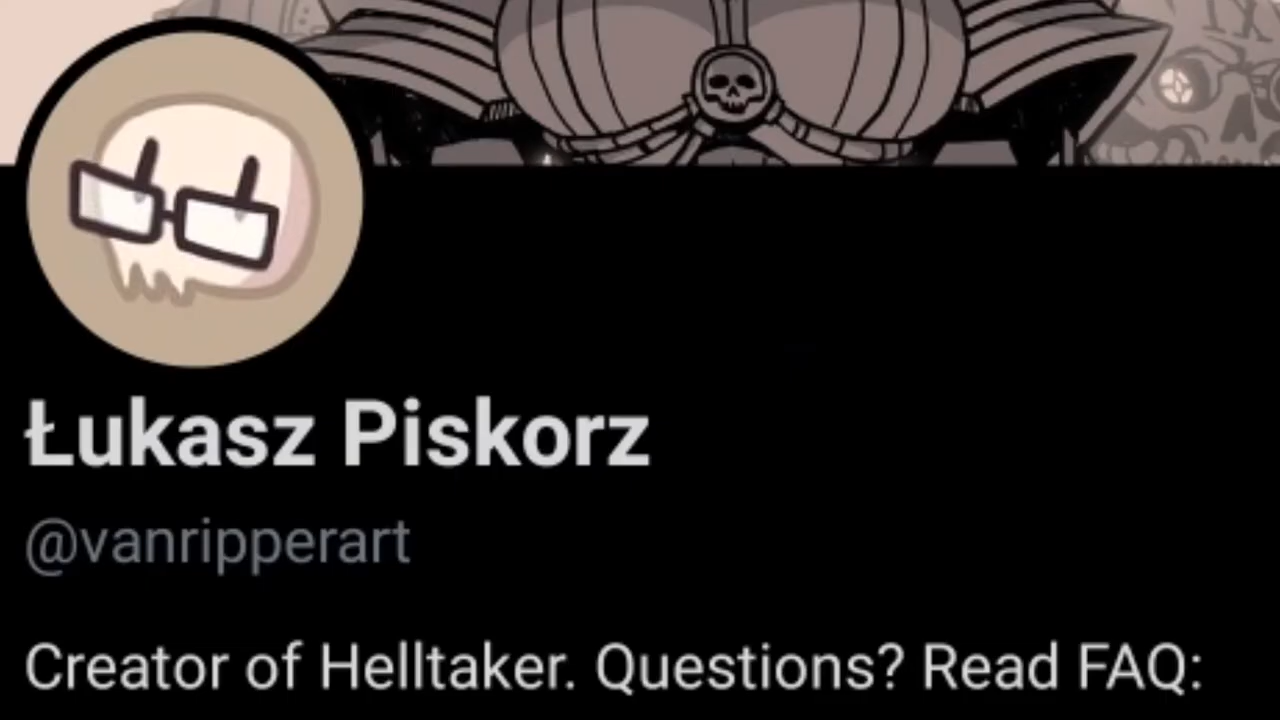 Łukasz Piskorz
@vanripperart
Creator of Helltaker. Questions? Read FAQ: